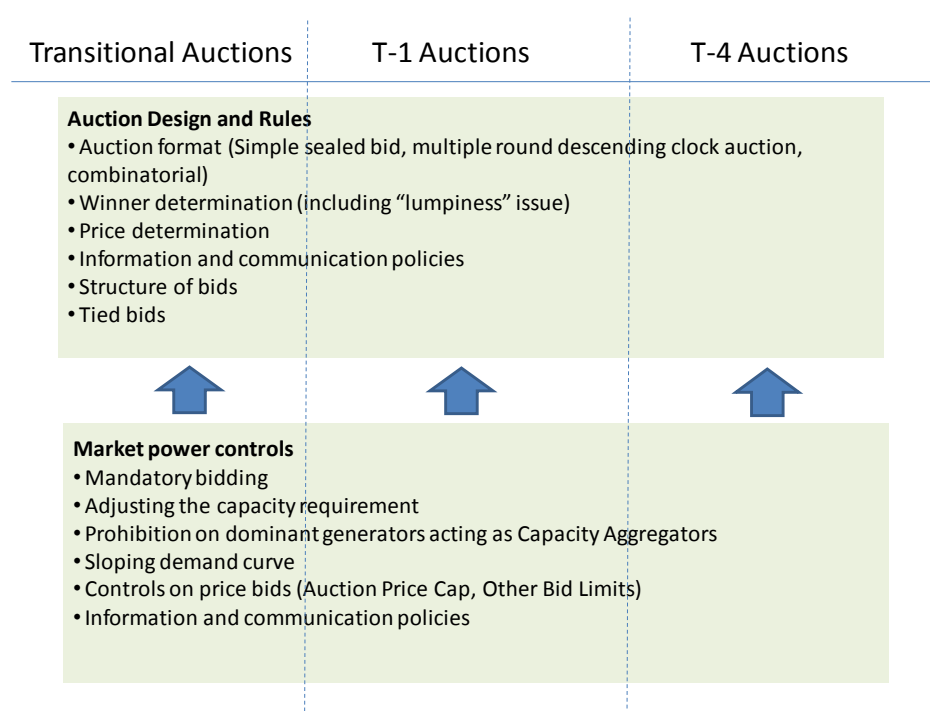 Transitional Auctions T-1 Auctions T-4 Auctions
Auction Design and Rules
• Auction format (Simple sealed bid, multiple round descending clock auction,
combinatorial)
• Winner determination (including “lumpiness” issue)
• Price determination
• Information and communication policies
• Structure of bids
• Tied bids
Market power controls
• Mandatory bidding
• Adjusting the capacity requirement
• Prohibition on dominant generators acting as Capacity Aggregators
• Sloping demand curve
• Controls on price bids (Auction Price Cap, Other Bid Limits)
• Information and communication policies